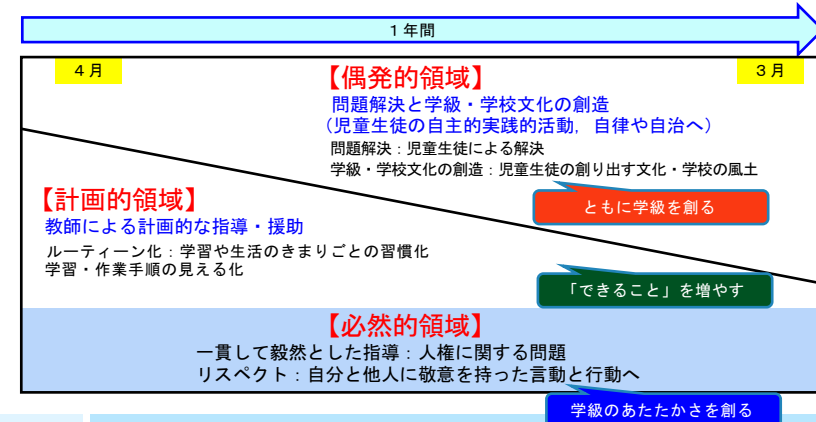 1年間
4月
3月
【偶発的領域】
問題解決と学級・学校文化の創造
(児童生徒の自主的実践的活動，自律や自治へ)
問題解決：児童生徒による解決
学級・学校文化の創造：児童生徒の創り出す文化・学校の風土
ともに学級を創る
【計画的領域】
教師による計画的な指導・援助
ルーティーン化：学習や生活のきまりごとの習慣化
学習・作業手順の見える化
「できること」を増やす
【必然的領域】
一貫して毅然とした指導：人権に関する問題
リスペクト：自分と他人に敬意を持った言動と行動へ
学級のあたたかさを創る